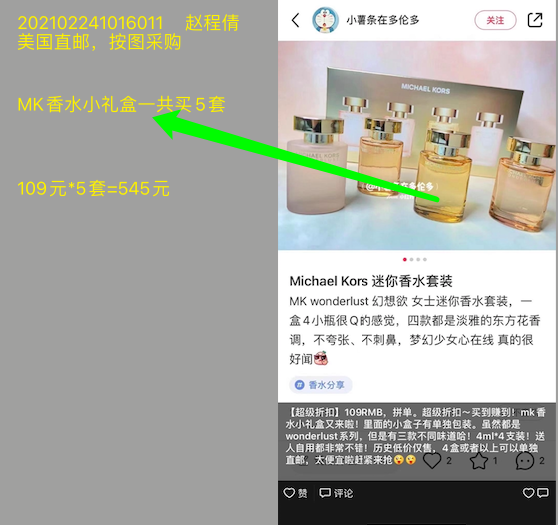 202102241016011 赵程倩
美国直邮，按图采购
MK香水小礼盒一共买5套
109元*5套=545元
小薯条在多伦多
关注
MICHAEL KORS
Michael Kors 迷你香水套装
MK wonderlust 幻想欲 女士迷你香水套装，一
盒4小瓶很Q的感觉，四款都是淡雅的东方花香
调，不夸张、不刺鼻，梦幻少女心在线 真的很
好闻
香水分享
【超级折扣】109RMB，拼单。超级折扣～买到赚到！mk香
水小礼盒又来啦！里面的小盒子有单独包装。虽然都是
wonderlust系列，但是有三款不同味道哈！4ml*4支装！送
人自用都非常不错！历史低价仅售，4盒或者以上可以单独
直邮，太便宜啦赶紧来抢
2
1
2
赞
评论